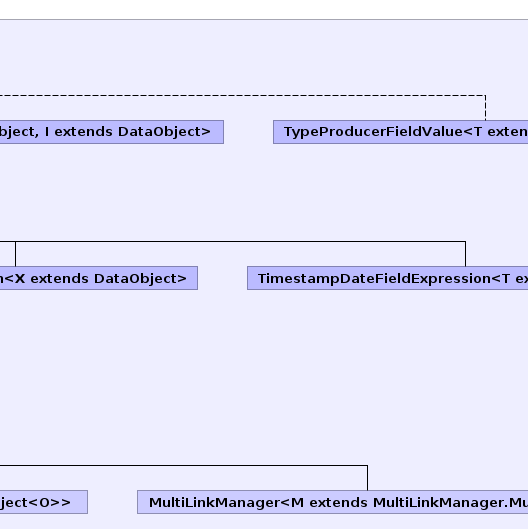 bject, I extends DataObject> TypeProducerFieldValue<T exten
n<X extends DataObject> TimestampDateFieldExpression<T ex
ject<O>> MultiLinkManager<M extends MultiLinkManager.Mu